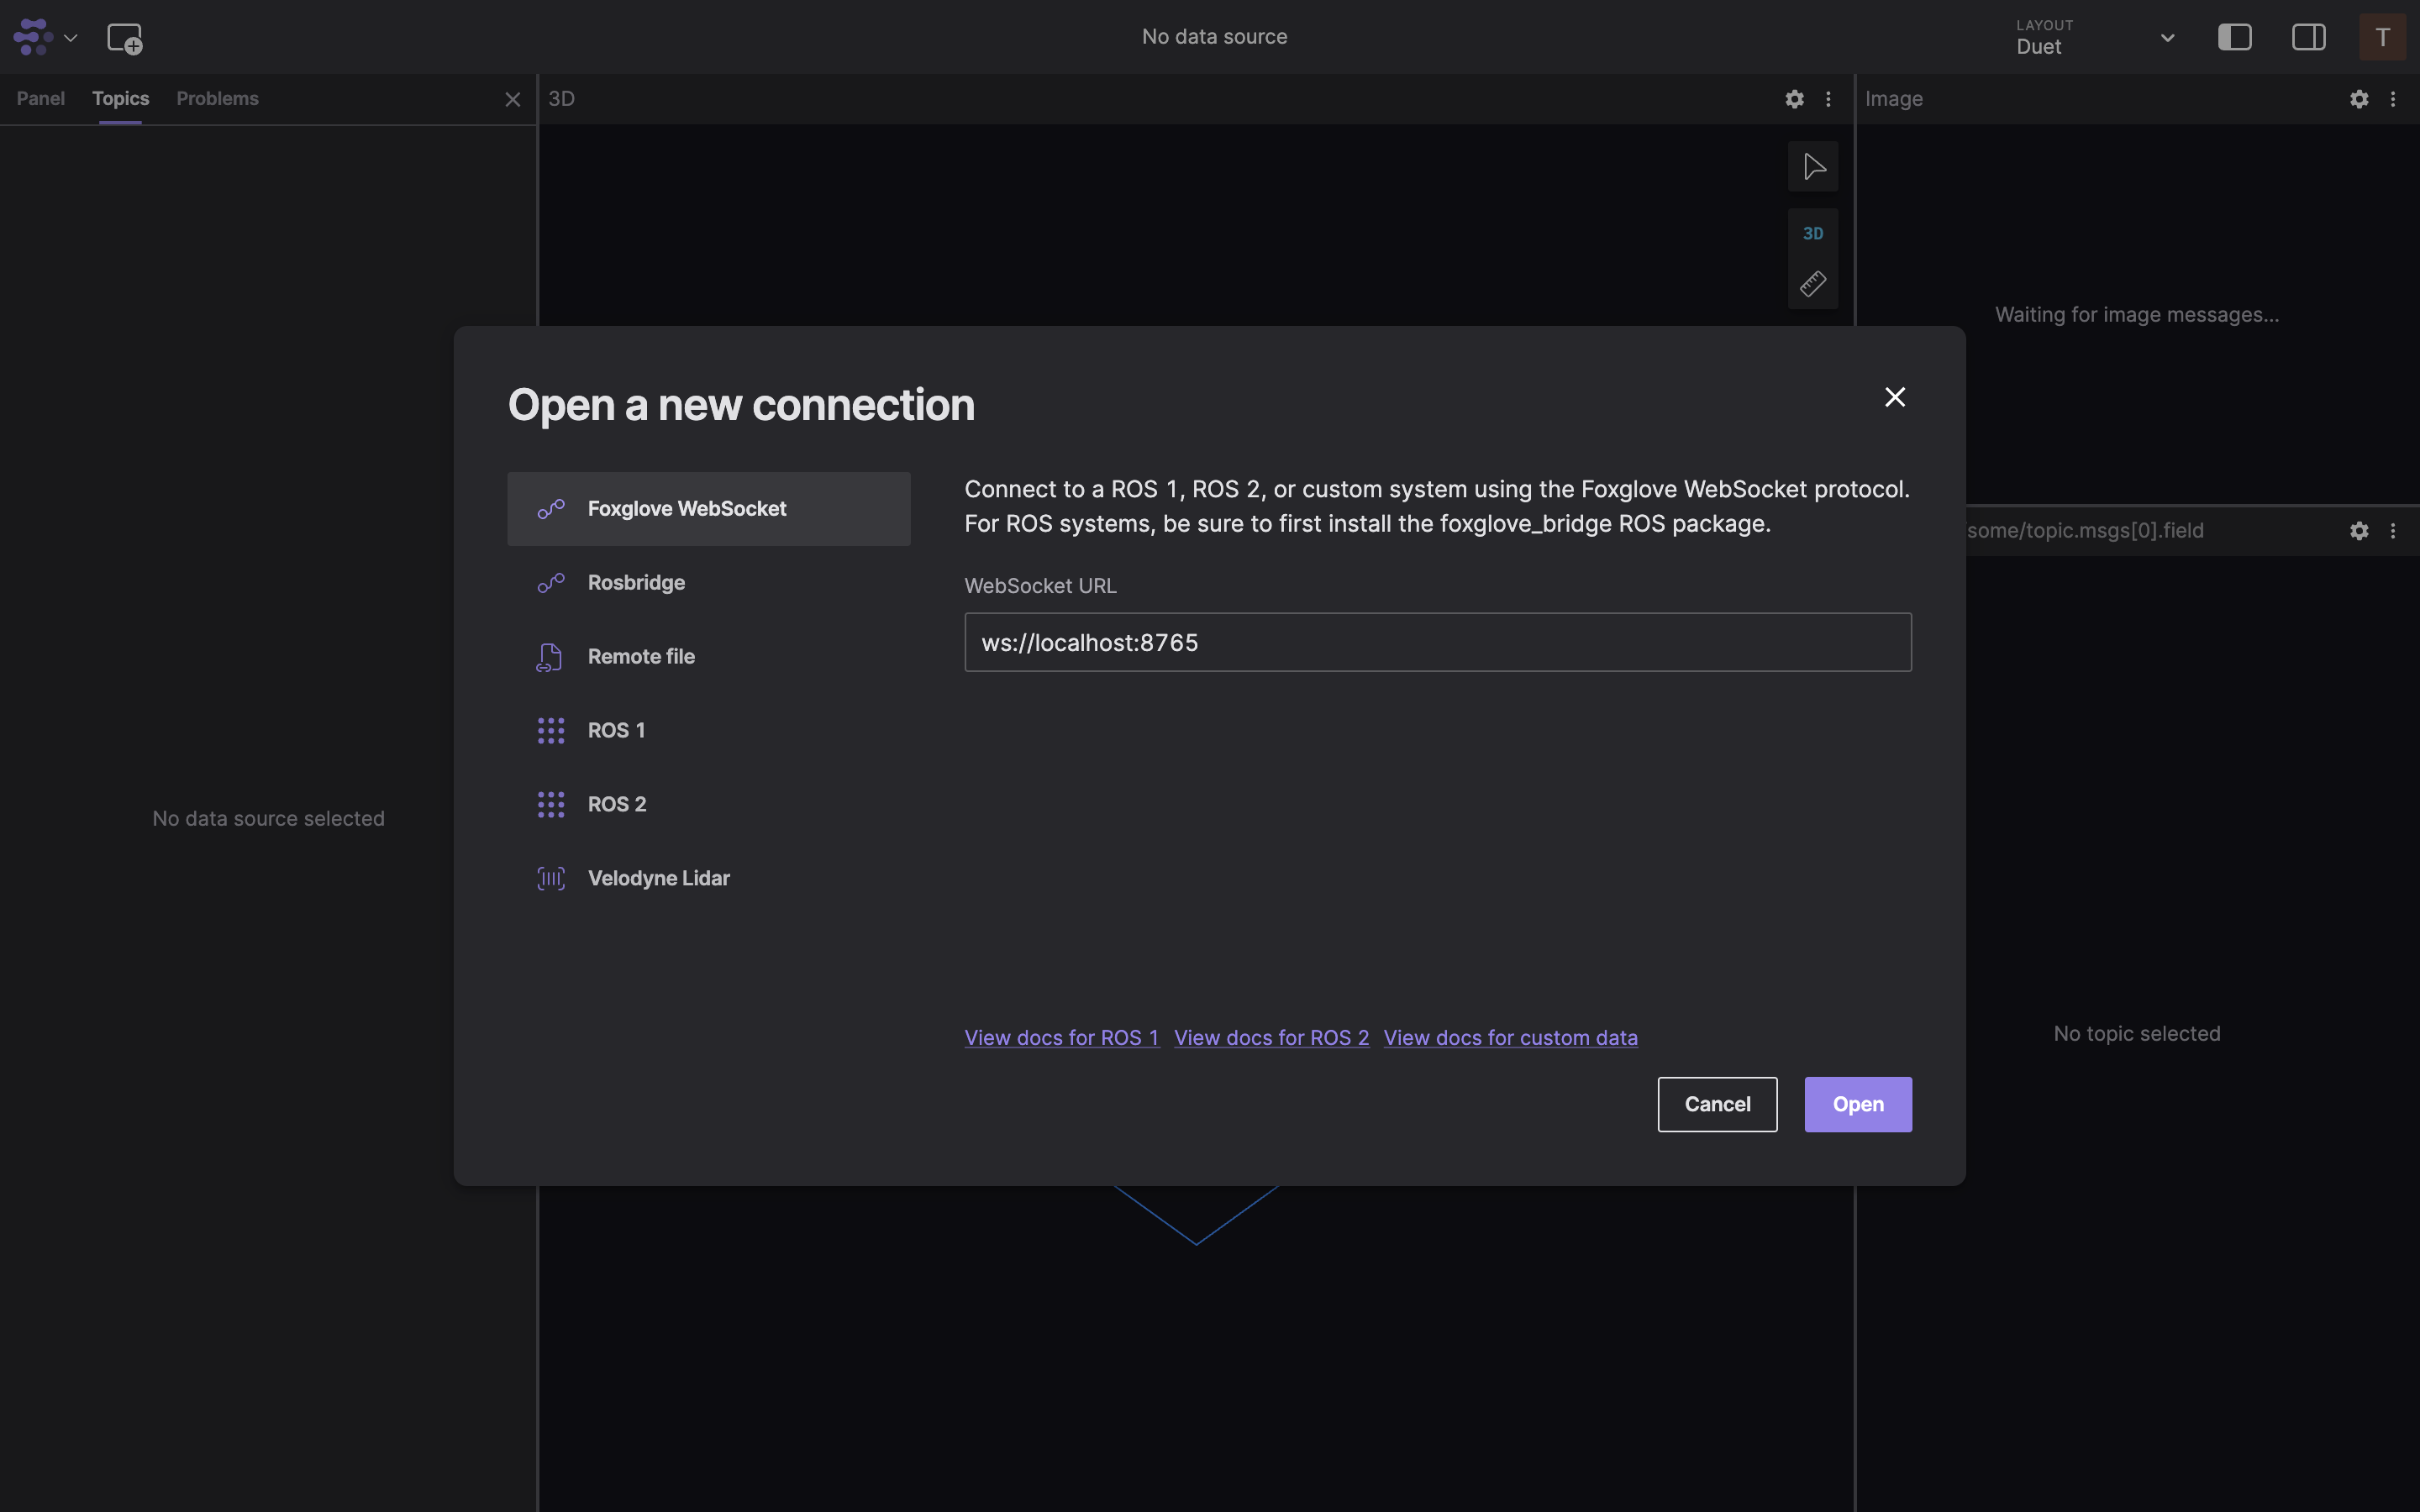 No data source
LAYOUT
Duet
T
Panel
Topics
Problems
3D
Image
3D
Waiting for image messages...
Open a new connection
Foxglove WebSocket
Rosbridge
Remote file
ROS 1
ROS 2
Velodyne Lidar
Connect to a ROS 1, ROS 2, or custom system using the Foxglove WebSocket protocol.
For ROS systems, be sure to first install the foxglove_bridge ROS package.
WebSocket URL
ws://localhost:8765
View docs for ROS 1 View docs for ROS 2 View docs for custom data
Cancel
Open
No data source selected
/some/topic.msgs[0].field
No topic selected